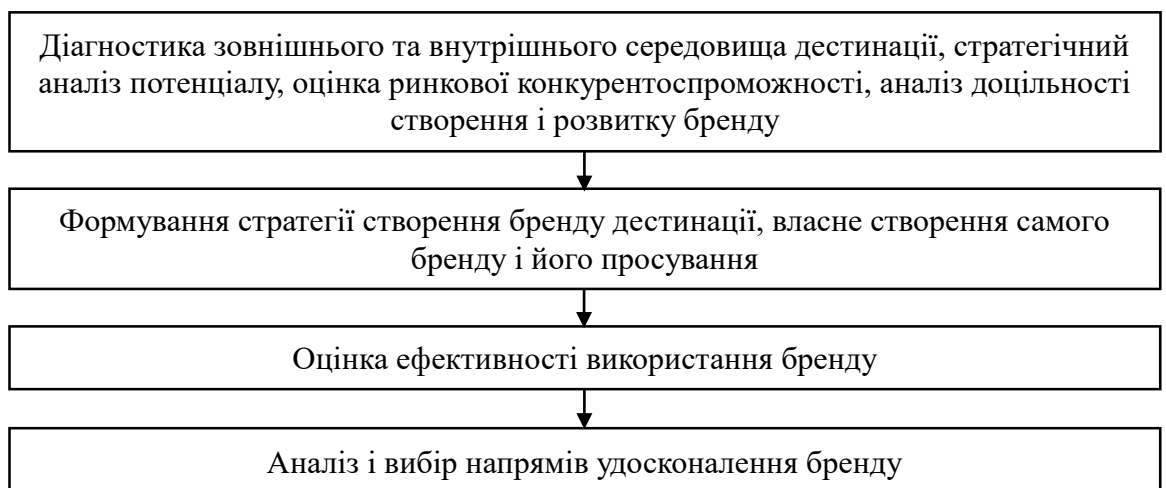 Діагностика зовнішнього та внутрішнього середовища дестинації, стратегічний
аналіз потенціалу, оцінка ринкової конкурентоспроможності, аналіз доцільності
створення і розвитку бренду
Формування стратегії створення бренду дестинації, власне створення самого
бренду і його просування
Оцінка ефективності використання бренду
Аналіз і вибір напрямів удосконалення бренду